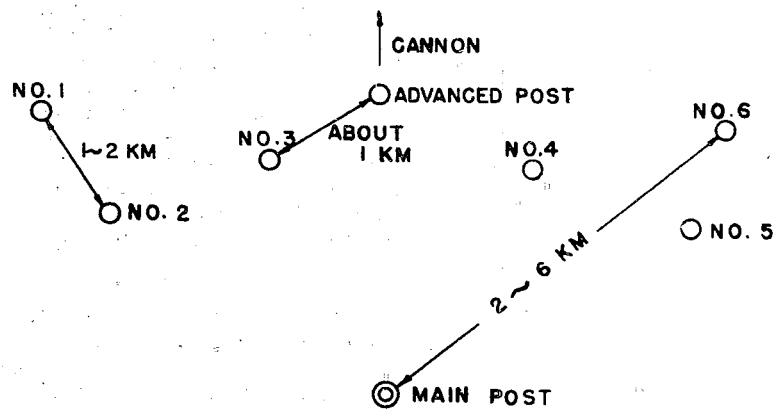 CANNON
NO. 1
ADVANCED POST
ABOUT
1 KM
NO. 3
NO. 6
1~2 KM
NO. 4
NO. 2
NO. 5
2 ~ 6 KM
MAIN POST